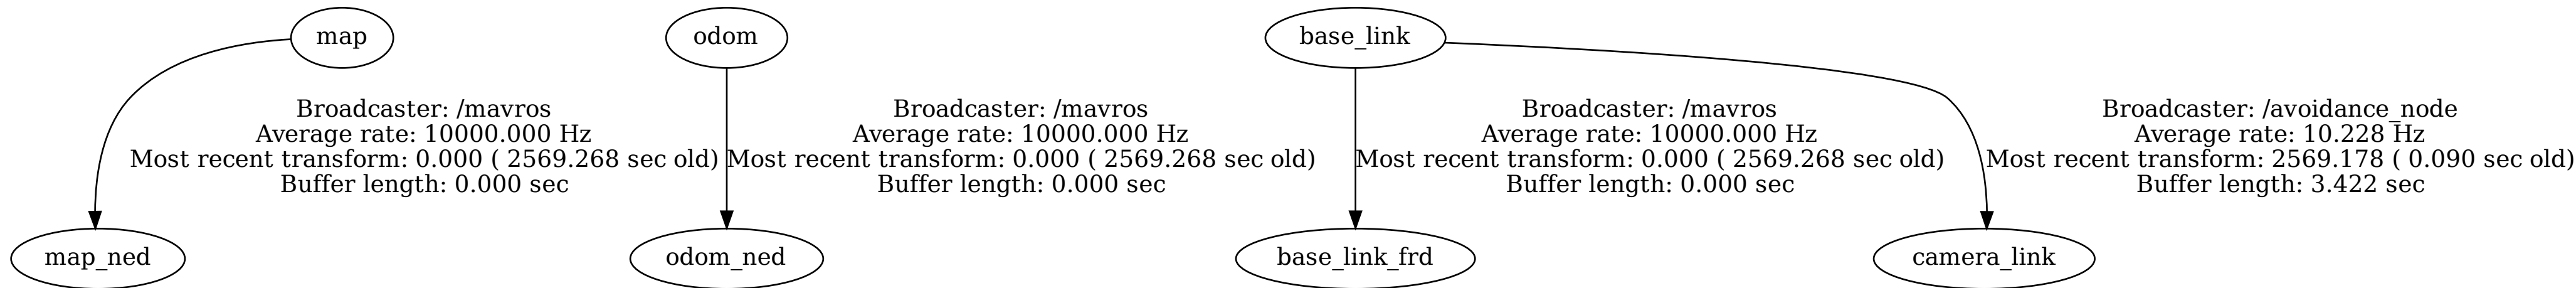 map
odom
base_link
Broadcaster: /mavros
Average rate: 10000.000 Hz
Most recent transform: 0.000 ( 2569.268 sec old)
Buffer length: 0.000 sec
Broadcaster: /mavros
Average rate: 10000.000 Hz
Most recent transform: 0.000 ( 2569.268 sec old)
Buffer length: 0.000 sec
Broadcaster: /mavros
Average rate: 10000.000 Hz
Most recent transform: 0.000 ( 2569.268 sec old)
Buffer length: 0.000 sec
Broadcaster: /avoidance_node
Average rate: 10.228 Hz
Most recent transform: 2569.178 ( 0.090 sec old)
Buffer length: 3.422 sec
map_ned
odom_ned
base_link_frd
camera_link